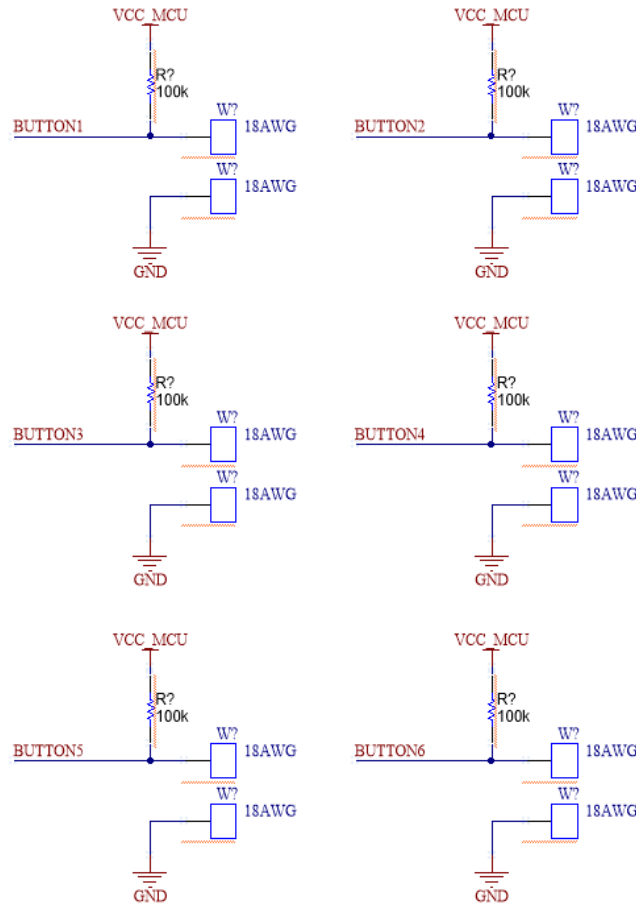 VCC_MCU
R?
100k
W?
BUTTON1
18AWG
W?
18AWG
GND
VCC_MCU
R?
100k
W?
BUTTON2
18AWG
W?
18AWG
GND
VCC_MCU
R?
100k
W?
BUTTON3
18AWG
W?
18AWG
GND
VCC_MCU
R?
100k
W?
BUTTON4
18AWG
W?
18AWG
GND
VCC_MCU
R?
100k
W?
BUTTON5
18AWG
W?
18AWG
GND
VCC_MCU
R?
100k
W?
BUTTON6
18AWG
W?
18AWG
GND